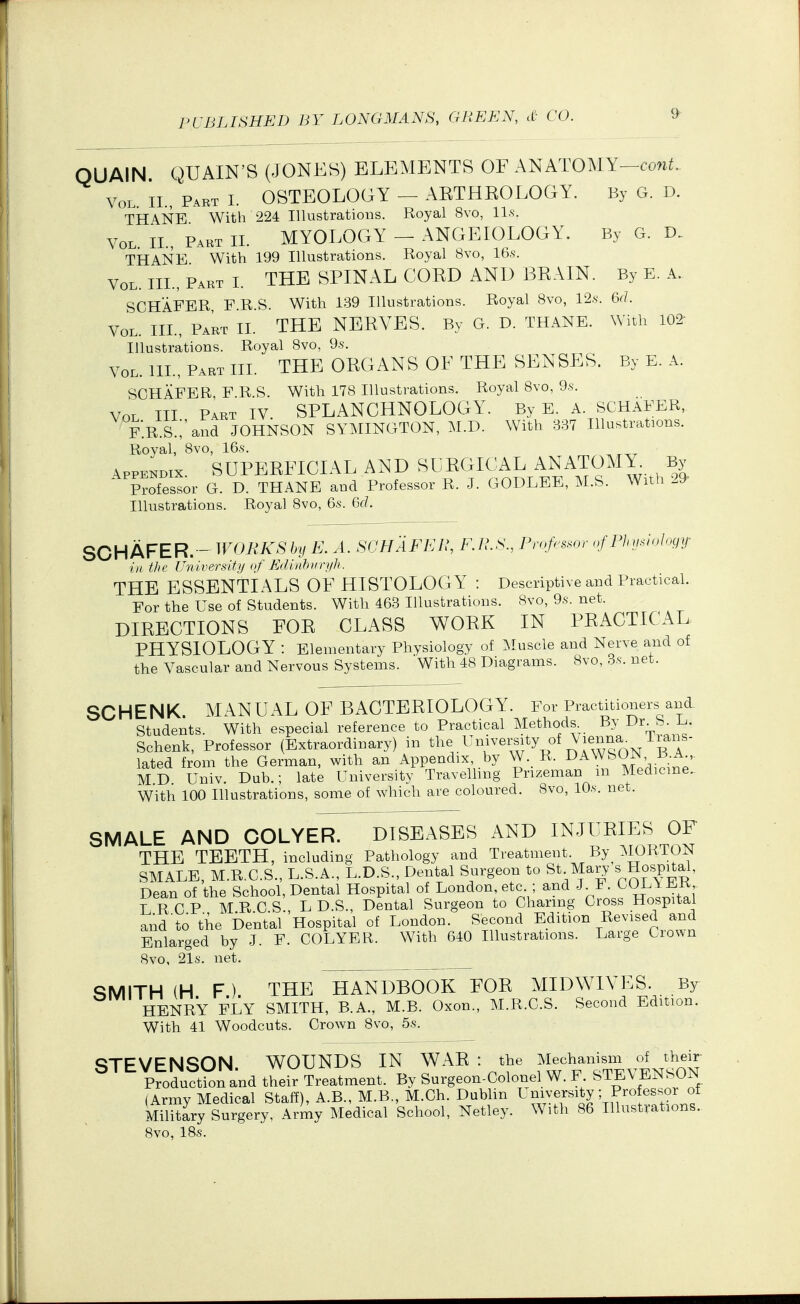 PUBLISHED BY LONGMANS, GREEN, & CO. 9
QUAIN. QUAIN'S (JONES) ELEMENTS OF ANATOMY—cont.
VOL. II., PART I. OSTEOLOGY — ARTHROLOGY. By G. D.
THANE. With 224 Illustrations. Royal 8vo, 11s.
VOL. II., PART II. MYOLOGY — ANGEIOLOGY. By G. D.
THANE. With 199 Illustrations. Royal 8vo, 16s.
VOL. III., PART I. THE SPINAL CORD AND BRAIN. By E. A.
SCHÄFER, F.R.S. With 139 Illustrations. Royal 8vo, 12s. 6d.
VOL. III., PART II. THE NERVES. By G. D. THANE. With 102
Illustrations. Royal 8vo, 9s.
VOL. III., PART III. THE ORGANS OF THE SENSES. By E. A.
SCHÄFER, F.R.S. With 178 Illustrations. Royal 8vo, 9s.
VOL. III., PART IV. SPLANCHNOLOGY. By E. A. SCHÄFER,
F.R.S., and JOHNSON SYMINGTON, M.D. With 337 Illustrations.
Royal 8vo, 16s.
APPENDIX. SUPERFICIAL AND SURGICAL ANATOMY. By
Professor G. D. THANE and Professor R. J. GODLEE, M.S. With 29
Illustrations. Royal 8vo, 6s. 6d.
SCHÄFER.—WORKS by E. A. SCHÄFER, F.R.S., Professor of Physiology
in the University of Edinburgh.
THE ESSENTIALS OF HISTOLOGY : Descriptive and Practical.
For the Use of Students. With 463 Illustrations. 8vo, 9s. net.
DIRECTIONS FOR CLASS WORK IN PRACTICAL
PHYSIOLOGY : Elementary Physiology of Muscle and Nerve and of
the Vascular and Nervous Systems. With 48 Diagrams. 8vo, 3s. net.
SCHENK. MANUAL OF BACTERIOLOGY. For Practitioners and
Students. With especial reference to Practical Methods. By Dr. S. L.
Schenk, Professor (Extraordinary) in the University of Vienna. Trans-
lated from the German, with an Appendix, by W. R. DAWSON, B.A.,
M.D. Univ. Dub.; late University Travelling Prizeman in Medicine.
With 100 Illustrations, some of which are coloured. 8vo, 10s. net.
SMALE AND COLYER. DISEASES AND INJURIES OF
THE TEETH, including Pathology and Treatment. By MORTON
SMALE, M.R.C.S., L.S.A., L.D.S., Dental Surgeon to St. Mary's Hospital,
Dean of the School, Dental Hospital of London, etc. ; and J. F. COLYER,
L.R.C.P., M.R.C.S., L D.S., Dental Surgeon to Charing Cross Hospital
and to the Dental Hospital of London. Second Edition Revised and
Enlarged by J. F. COLYER. With 640 Illustrations. Large Crown
8vo, 21s. net.
SMITH (H. F.). THE HANDBOOK FOR MIDWIVES. By
HENRY FLY SMITH, B.A., M.B. Oxon., M.R.C.S. Second Edition.
With 41 Woodcuts. Crown 8vo, 5s.
STEVENSON. WOUNDS IN WAR : the Mechanism of their
Production and their Treatment. By Surgeon-Colonel W. F. STEVENSON
(Army Medical Staff), A.B., M.B., M.Ch. Dublin University ; Professor of
Military Surgery, Army Medical School, Netley. With 86 Illustrations.
8vo, 18s.